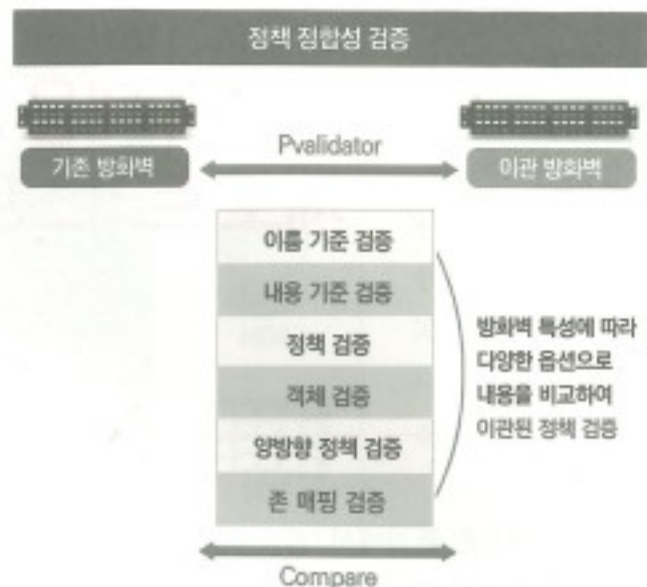 정책 정합성 검증
Pvalidator
기존 방화벽
이관 방화벽
이름 기준 검증
내용 기준 검증
정책 검증
객체 검증
양방향 정책 검증
존 매핑 검증
방화벽 특성에 따라
다양한 옵션으로
내용을 비교하여
이관된 정책 검증
Compare